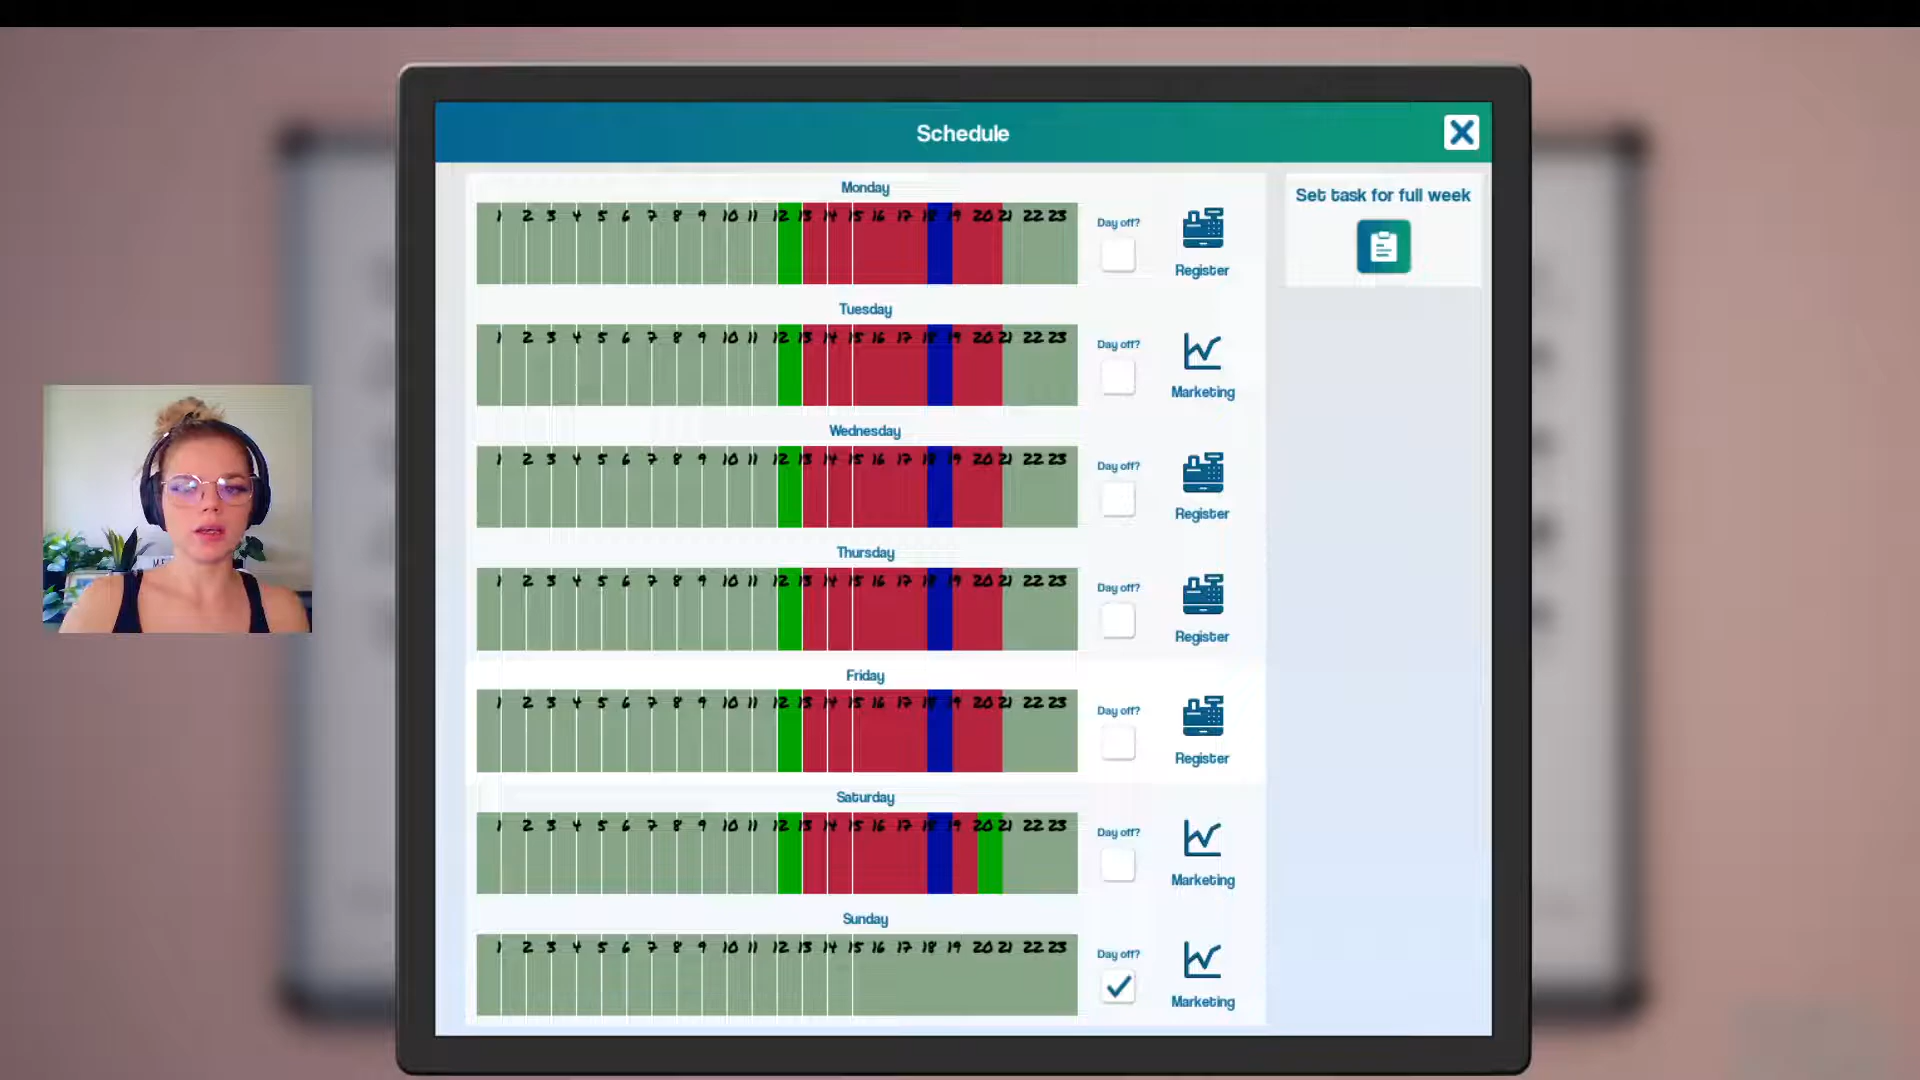 Schedule
Set task for full week
Monday
1 2 3 4 5 6 7 8 9 10 11 12 13 14 15 16 17 18 19 20 21 22 23
Day off?
Register
Tuesday
1 2 3 4 5 6 7 8 9 10 11 12 13 14 15 16 17 18 19 20 21 22 23
Day off?
Marketing
Wednesday
1 2 3 4 5 6 7 8 9 10 11 12 13 14 15 16 17 18 19 20 21 22 23
Day off?
Register
Thursday
1 2 3 4 5 6 7 8 9 10 11 12 13 14 15 16 17 18 19 20 21 22 23
Day off?
Register
Friday
1 2 3 4 5 6 7 8 9 10 11 12 13 14 15 16 17 18 19 20 21 22 23
Day off?
Register
Saturday
1 2 3 4 5 6 7 8 9 10 11 12 13 14 15 16 17 18 19 20 21 22 23
Day off?
Marketing
Sunday
1 2 3 4 5 6 7 8 9 10 11 12 13 14 15 16 17 18 19 20 21 22 23
Day off?
Marketing